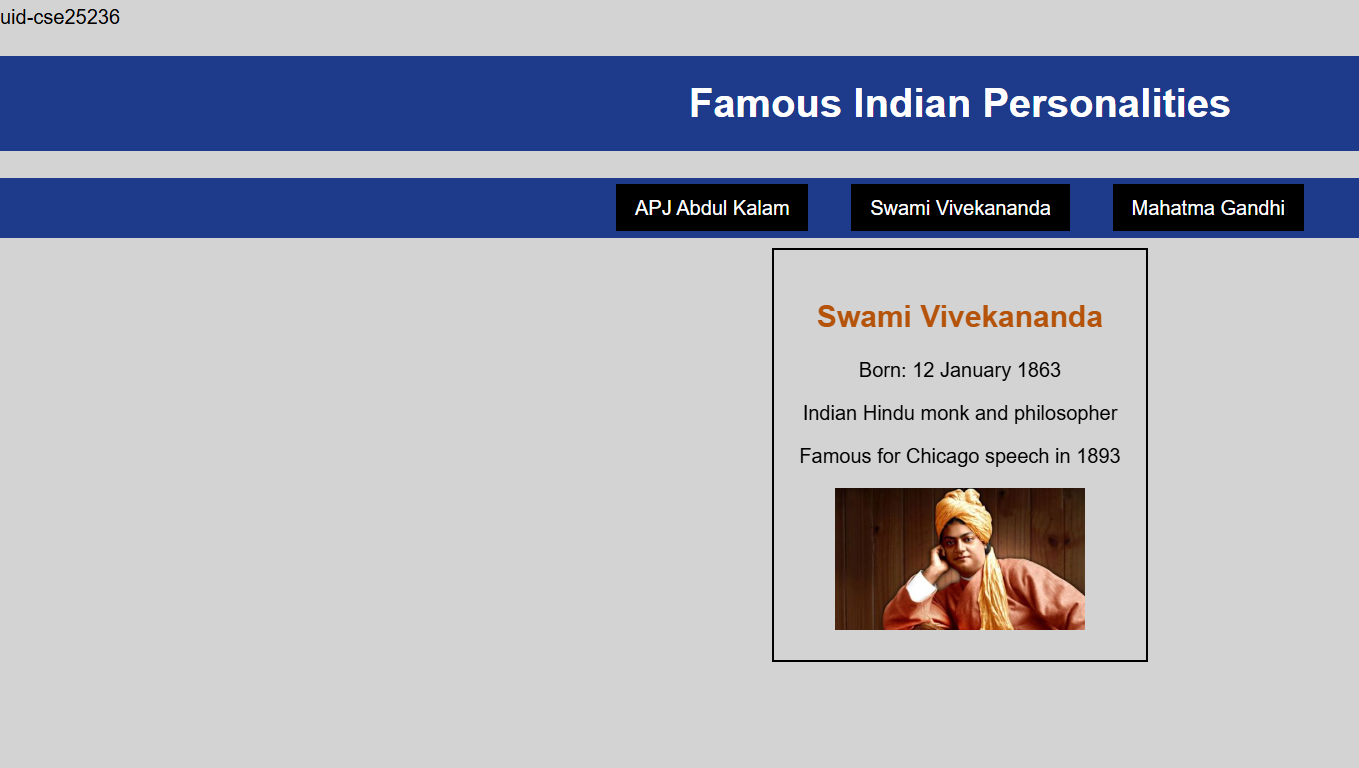 uid-cse25236
Famous Indian Personalities
APJ Abdul Kalam Swami Vivekananda Mahatma Gandhi
Swami Vivekananda
Born: 12 January 1863
Indian Hindu monk and philosopher
Famous for Chicago speech in 1893